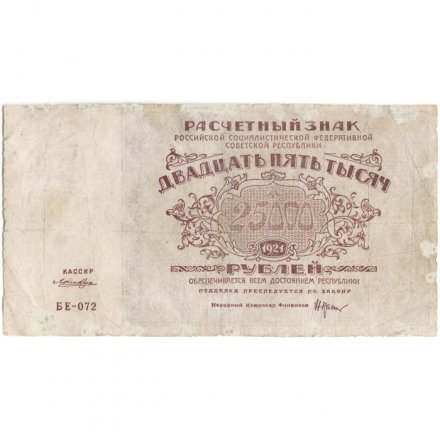 РАСЧЕТНЫЙ ЗНАК
РОССИЙСКОЙ СОЦИАЛИСТИЧЕСКОЙ ФЕДЕРАТИВНОЙ
СОВЕТСКОЙ РЕСПУБЛИКИ
ДВАДЦАТЬ ПЯТЬ ТЫСЯЧ
25000
1921
РУБЛЕЙ
ОБЕСПЕЧИВАЕТСЯ ВСЕМ ДОСТОЯНИЕМ РЕСПУБЛИКИ
ПОДДЕЛКА ПРЕСЛЕДУЕТСЯ ПО ЗАКОНУ
Народный Комиссар Финансов
КАССИР
БЕ-072